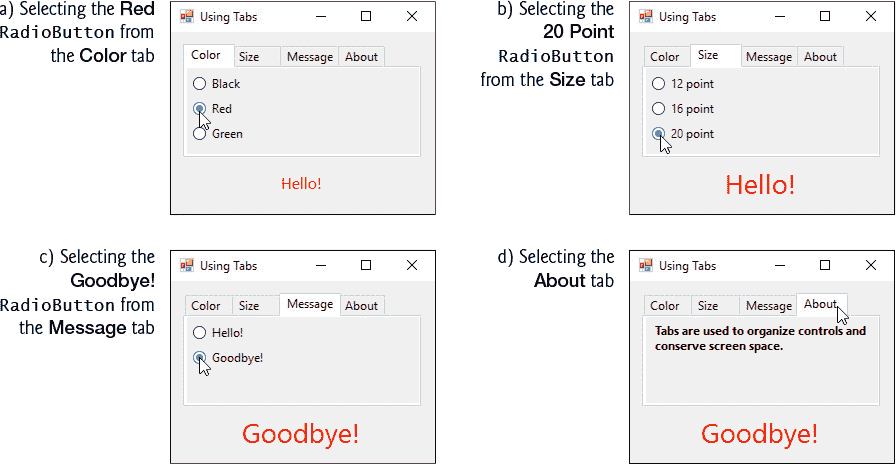 a) Selecting the Red
RadioButton from
the Color tab
Using Tabs
Color Size Message About
Black
Red
Green
Hello!
b) Selecting the
20 Point
RadioButton
from the Size tab
Using Tabs
Color Size Message About
12 point
16 point
20 point
Hello!
c) Selecting the
Goodbye!
RadioButton from
the Message tab
Using Tabs
Color Size Message About
Hello!
Goodbye!
Goodbye!
d) Selecting the
About tab
Using Tabs
Color Size Message About
Tabs are used to organize controls and
conserve screen space.
Goodbye!